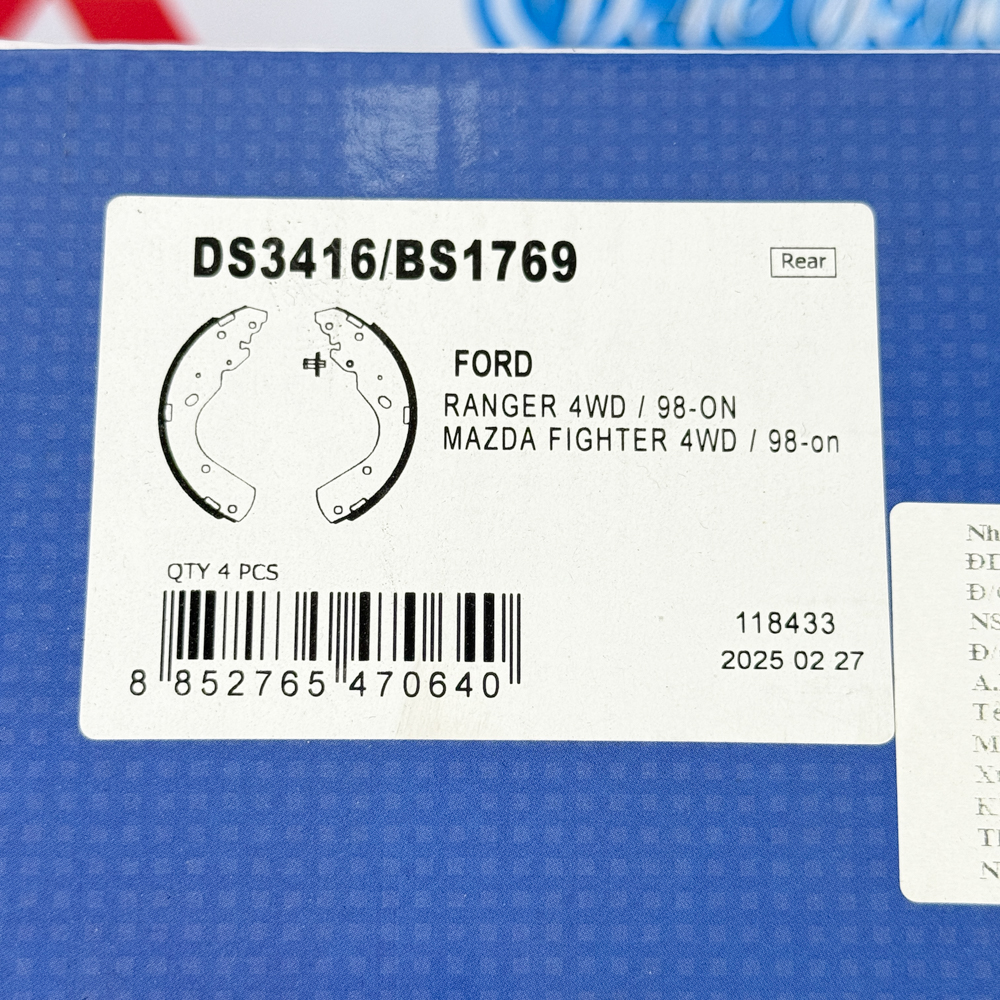 DS3416/BS1769
Rear
FORD
RANGER 4WD / 98-ON
MAZDA FIGHTER 4WD / 98-on
QTY 4 PCS
8 852765 470640
118433
2025 02 27